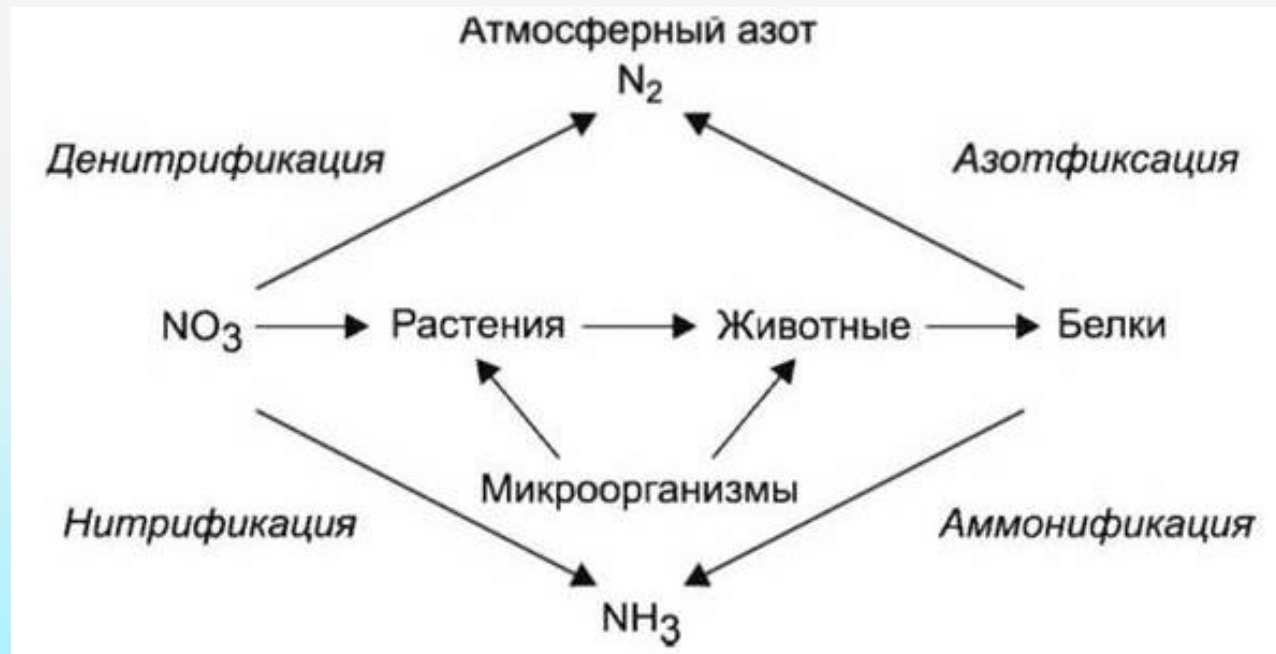 Атмосферный азот
N₂
Денитрификация
Азотфиксация
NO₃
Растения
Животные
Белки
Микроорганизмы
Нитрификация
Аммонификация
NH₃